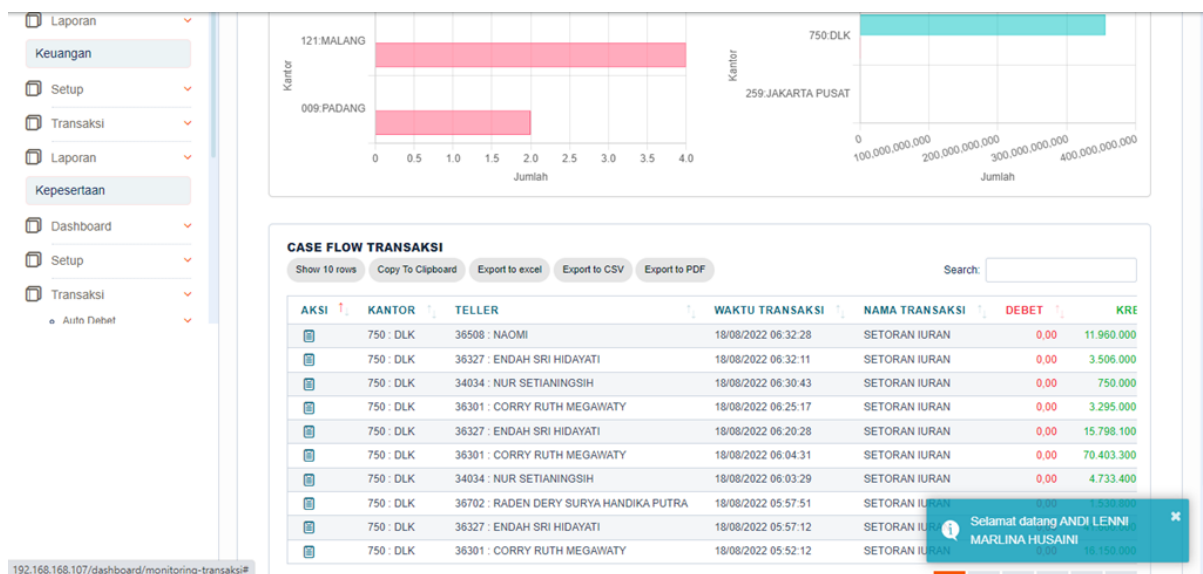 Laporan
Keuangan
Setup
Transaksi
Laporan
Kepesertaan
Dashboard
Setup
Transaksi
Auto Debet
192.168.168.107/dashboard/monitoring-transaksi#
Kantor
121:MALANG
009:PADANG
0 0.5 1.0 1.5 2.0 2.5 3.0 3.5 4.0
Jumlah
Kantor
750:DLK
259:JAKARTA PUSAT
0 100,000,000,000 200,000,000,000 300,000,000,000 400,000,000,000
Jumlah
CASE FLOW TRANSAKSI
Show 10 rows Copy To Clipboard Export to excel Export to CSV Export to PDF Search:
AKSI KANTOR TELLER WAKTU TRANSAKSI NAMA TRANSAKSI DEBET KRE
750 : DLK 36508 : NAOMI 18/08/2022 06:32:28 SETORAN IURAN 0,00 11.960.000
750 : DLK 36327 : ENDAH SRI HIDAYATI 18/08/2022 06:32:11 SETORAN IURAN 0,00 3.506.000
750 : DLK 34034 : NUR SETIANINGSIH 18/08/2022 06:30:43 SETORAN IURAN 0,00 750.000
750 : DLK 36301 : CORRY RUTH MEGAWATY 18/08/2022 06:25:17 SETORAN IURAN 0,00 3.295.000
750 : DLK 36327 : ENDAH SRI HIDAYATI 18/08/2022 06:20:28 SETORAN IURAN 0,00 15.798.100
750 : DLK 36301 : CORRY RUTH MEGAWATY 18/08/2022 06:04:31 SETORAN IURAN 0,00 70.403.300
750 : DLK 34034 : NUR SETIANINGSIH 18/08/2022 06:03:29 SETORAN IURAN 0,00 4.733.400
750 : DLK 36702 : RADEN DERY SURYA HANDIKA PUTRA 18/08/2022 05:57:51 SETORAN IURAN
750 : DLK 36327 : ENDAH SRI HIDAYATI 18/08/2022 05:57:12 SETORAN IURAN
750 : DLK 36301 : CORRY RUTH MEGAWATY 18/08/2022 05:52:12 SETORAN IURAN 0,00 16.150.000
Selamat datang ANDI LENNI
MARLINA HUSAINI